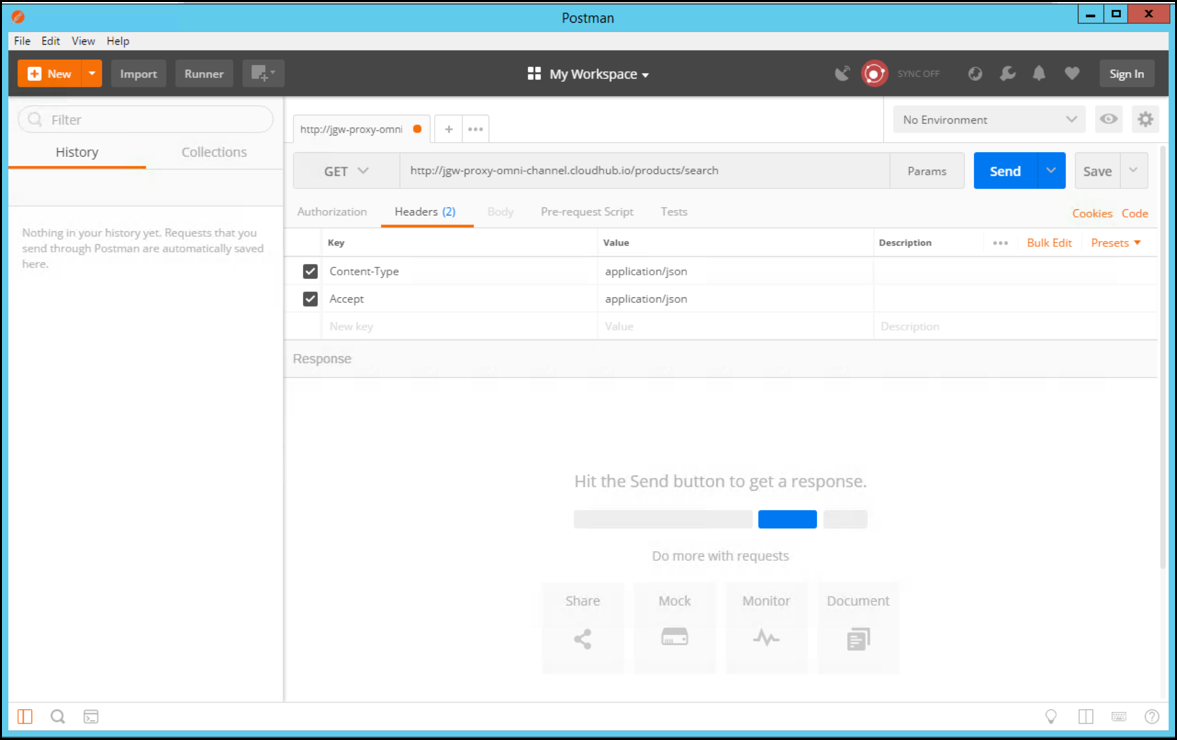 Postman
File Edit View Help
New Import Runner My Workspace SYNC OFF Sign In
Filter
History Collections
Nothing in your history yet. Requests that you
send through Postman are automatically saved
here.
http://jgw-proxy-omni + ••• No Environment
GET http://jgw-proxy-omni-channel.cloudhub.io/products/search Params Send Save
Authorization Headers (2) Body Pre-request Script Tests Cookies Code
Key Value Description ••• Bulk Edit Presets
Content-Type application/json
Accept application/json
New key Value Description
Response
Hit the Send button to get a response.
Do more with requests
Share Mock Monitor Document